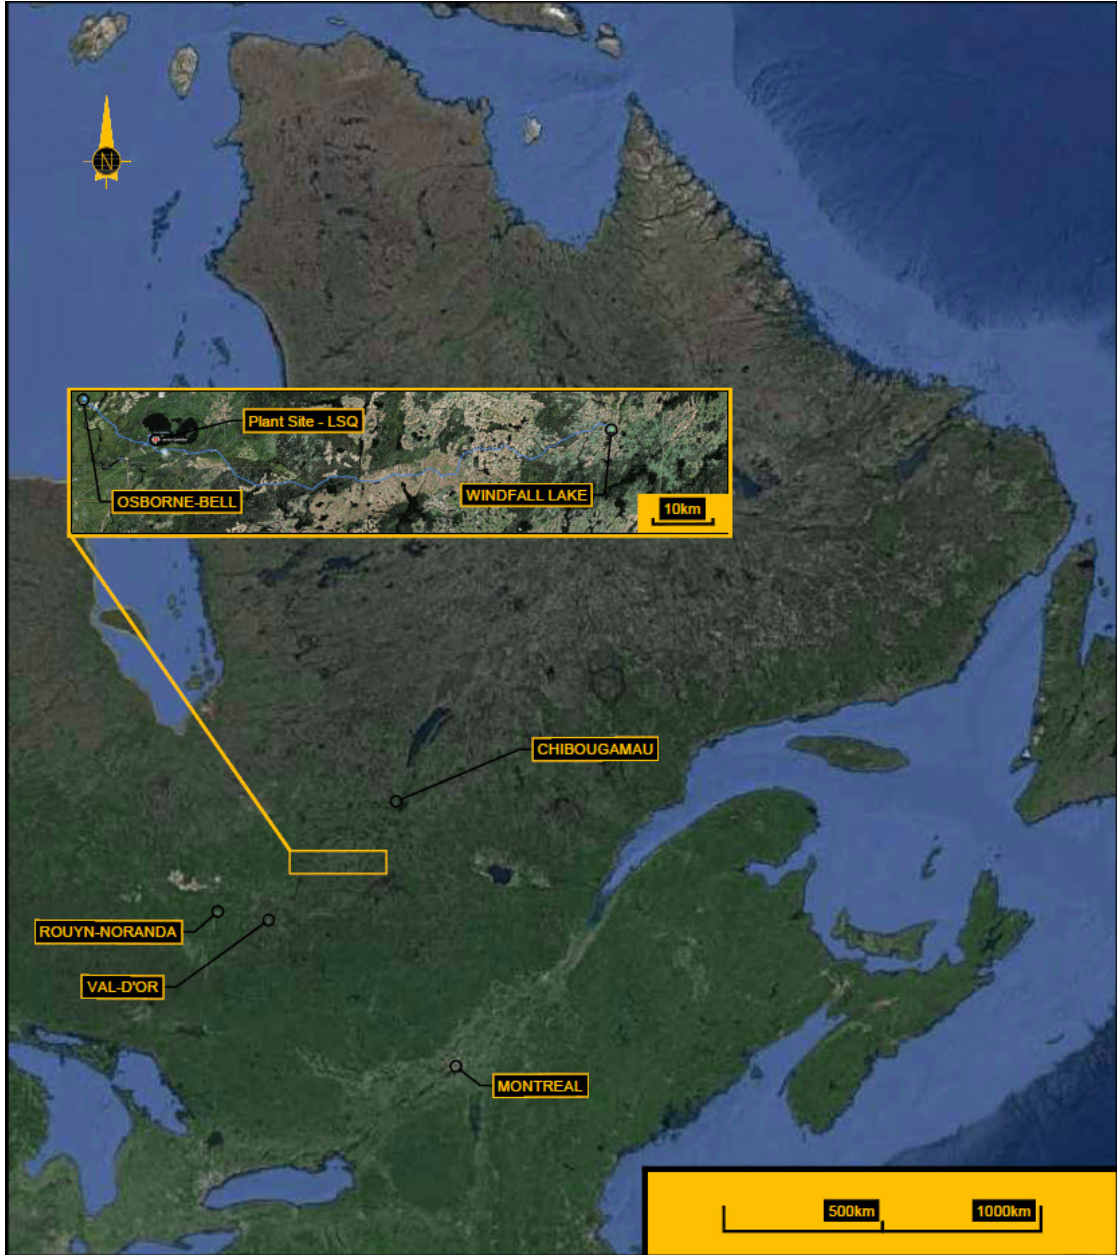 N
Plant Site - LSQ
OSBORNE-BELL
WINDFALL LAKE
10km
CHIBOUGAMAU
ROUYN-NORANDA
VAL-D'OR
MONTREAL
500km
1000km